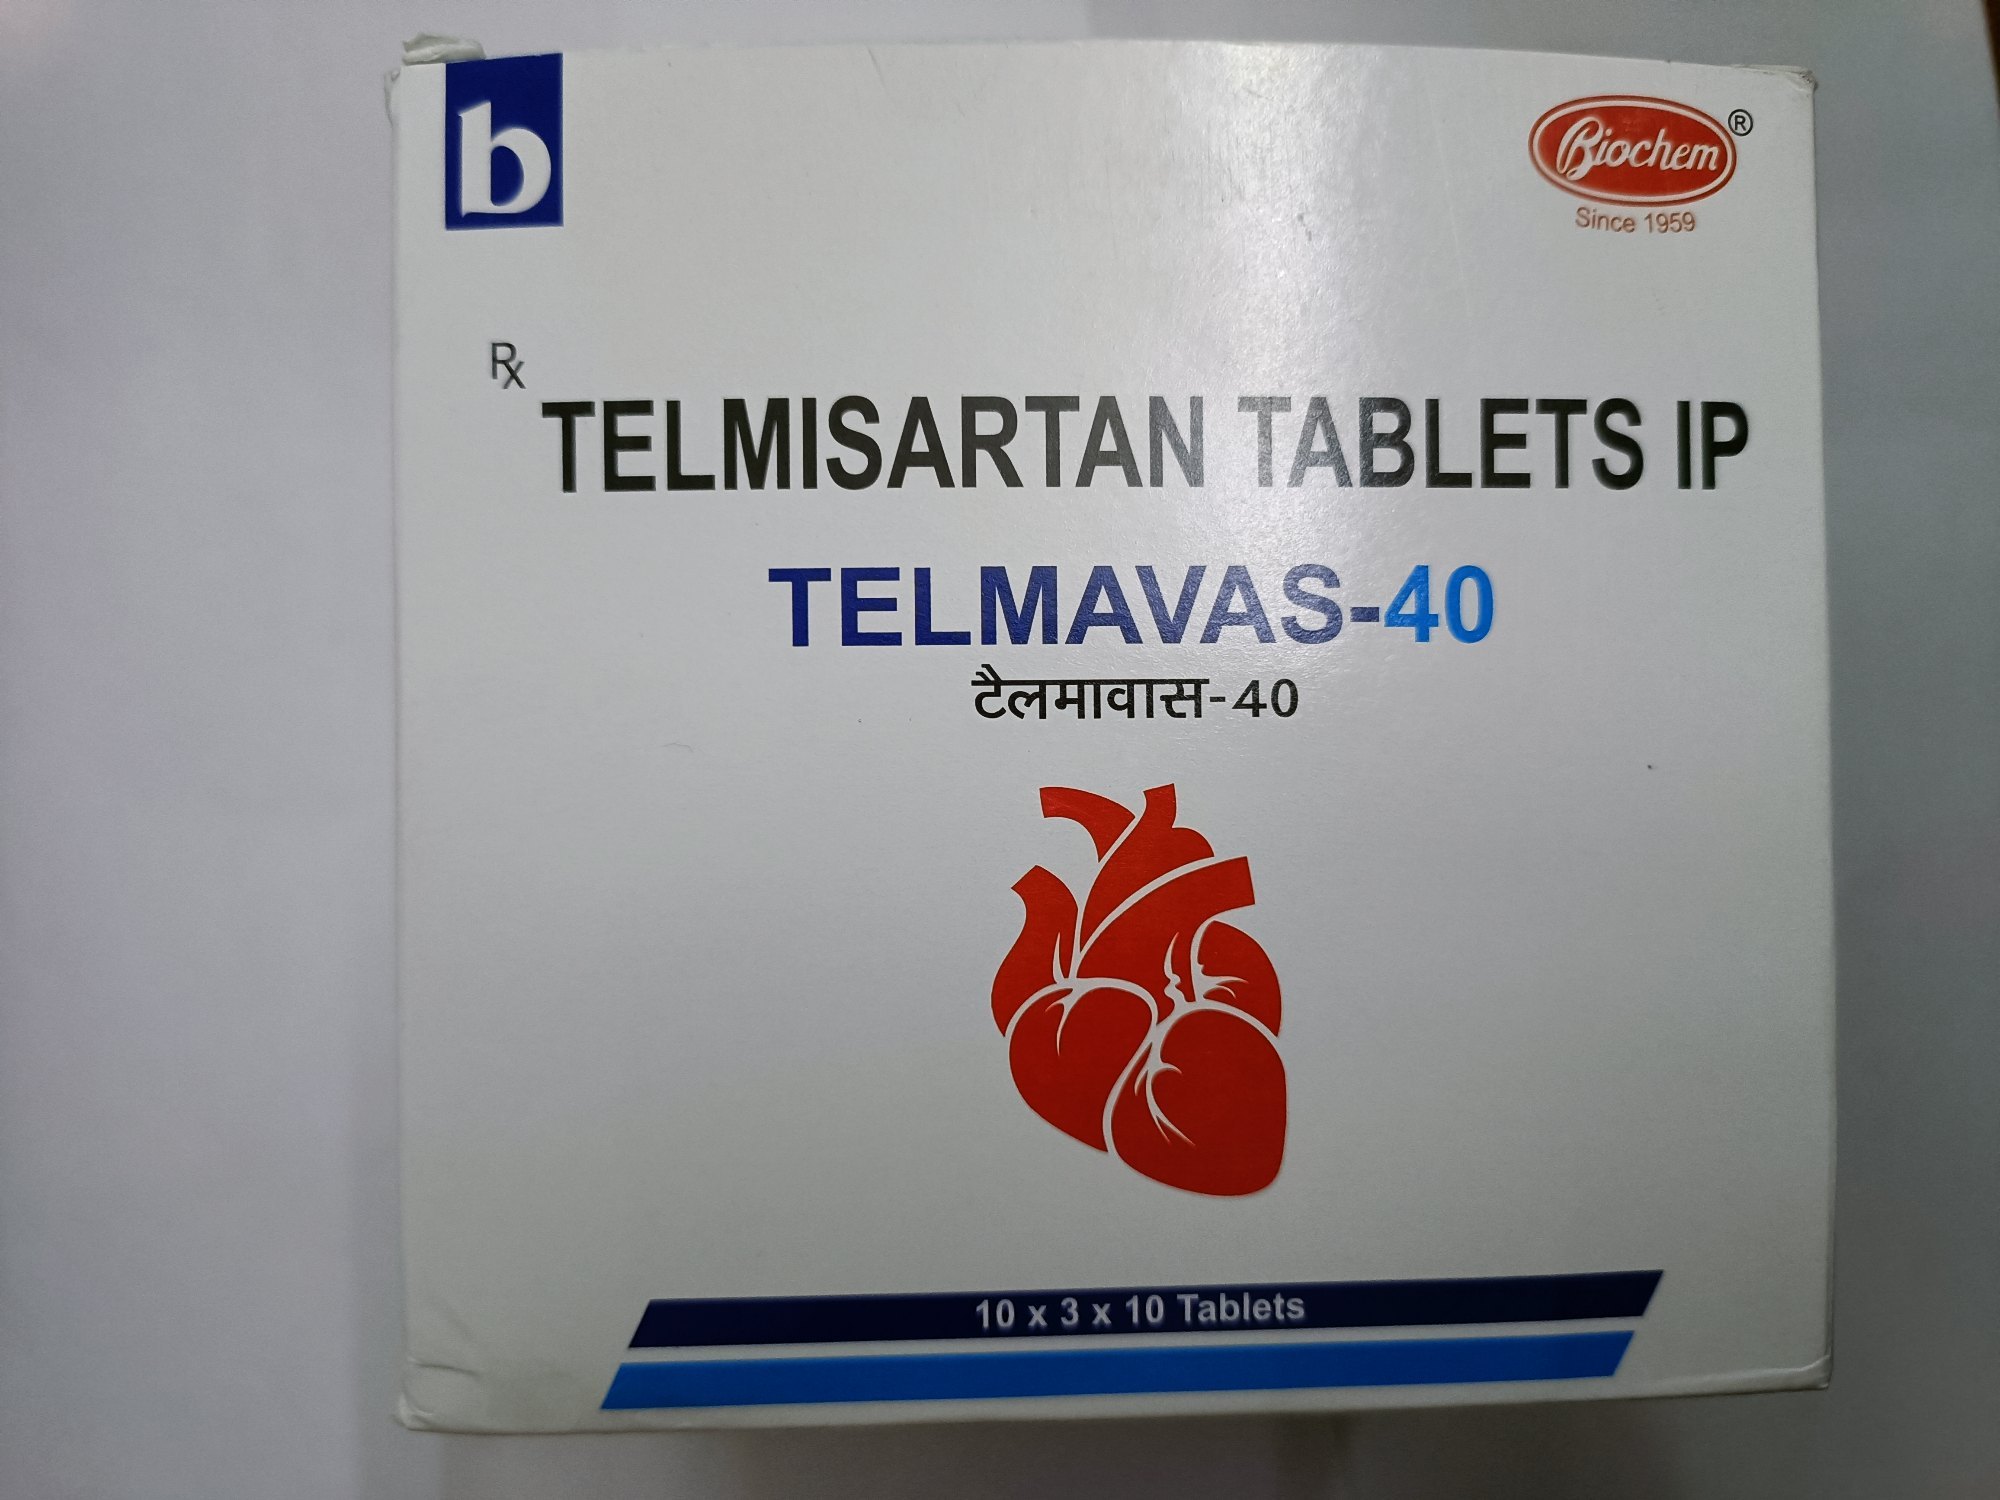 b
Biochem®
Since 1959
Rx
TELMISARTAN TABLETS IP
TELMAVAS-40
टैलमावास-40
10 x 3 x 10 Tablets